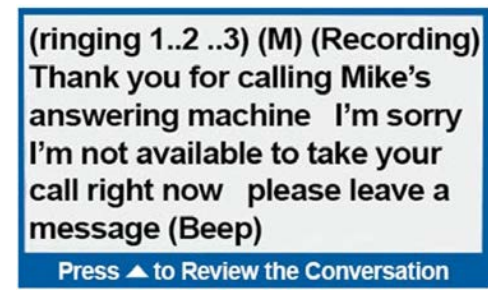 (ringing 1..2 ..3) (M) (Recording)
Thank you for calling Mike's
answering machine   I'm sorry
I'm not available to take your
call right now   please leave a
message (Beep)
Press ▲ to Review the Conversation